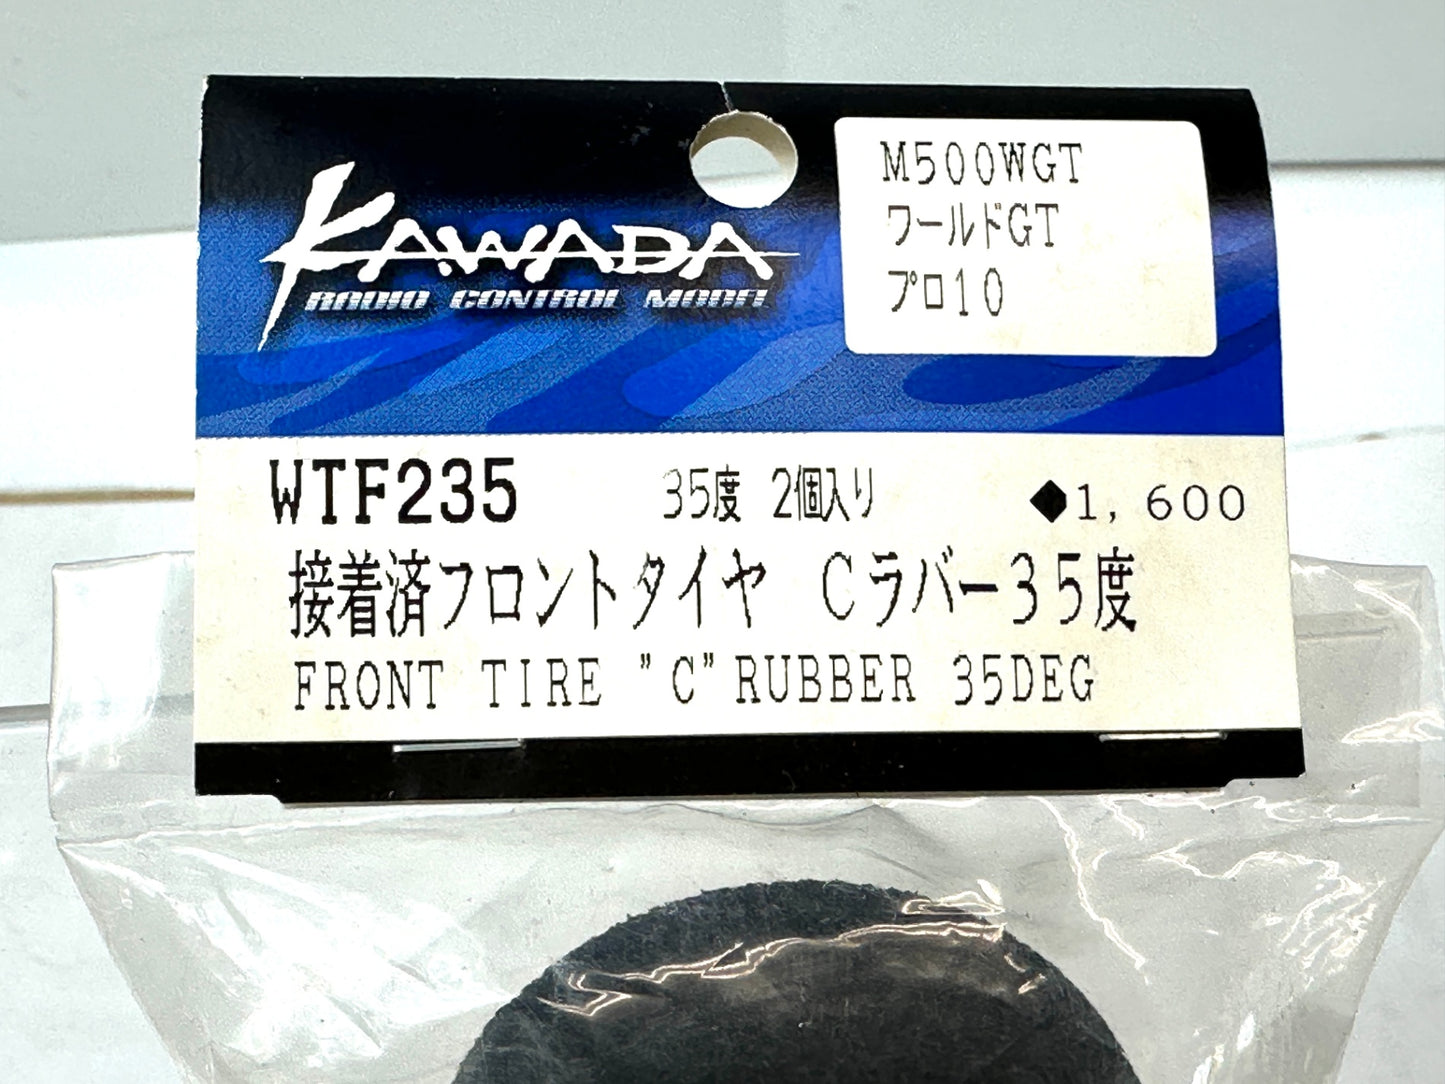 KAWADA
RADIO CONTROL MODEL
M500WGT
ワールドGT
プロ10
WTF235 35度 2個入り ◆1,600
接着済フロントタイヤ Cラバー35度
FRONT TIRE "C"RUBBER 35DEG